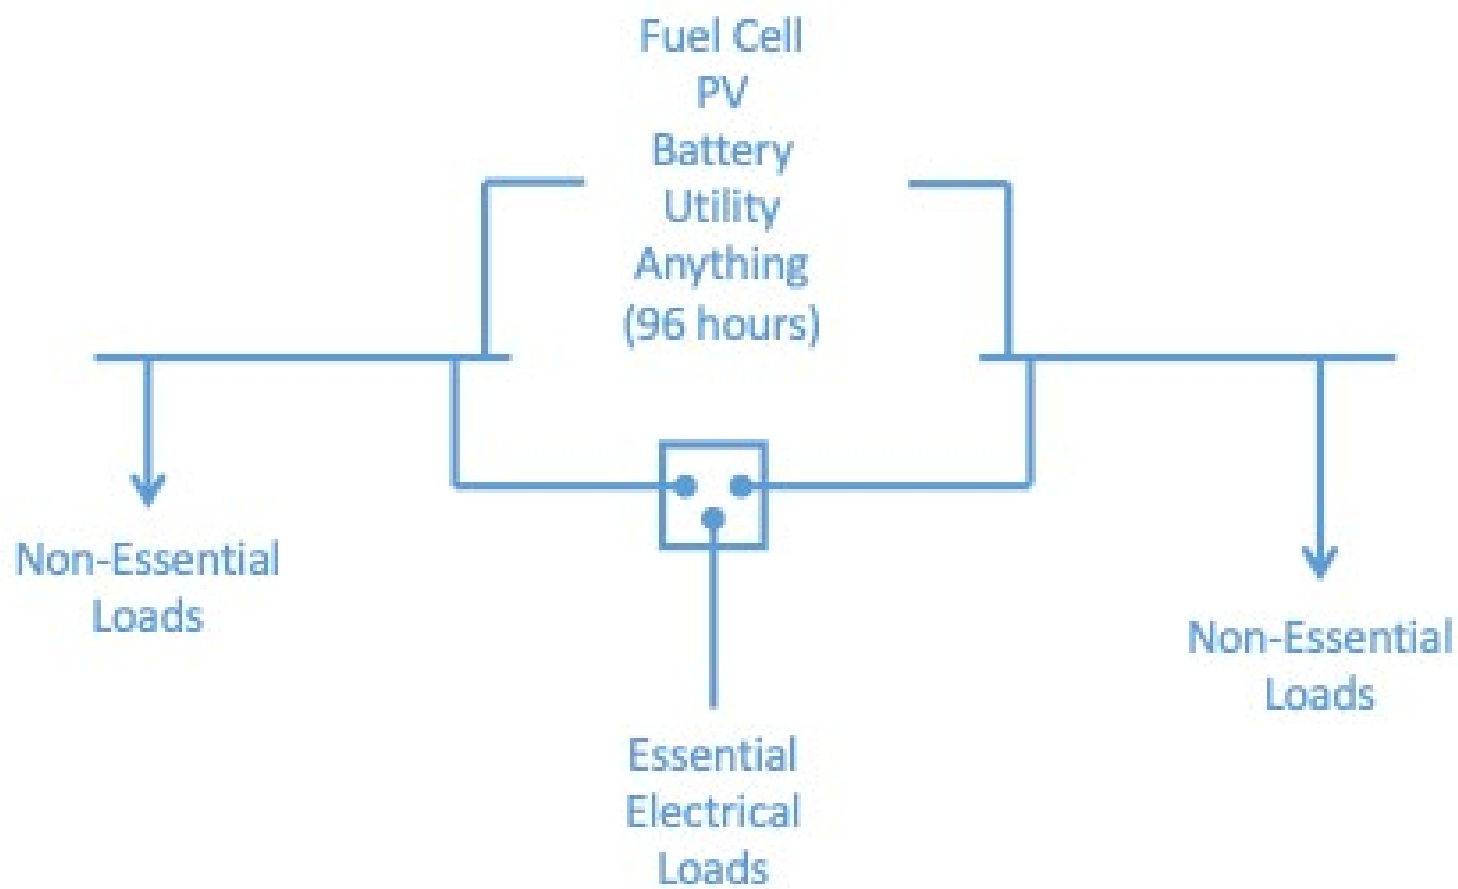 Fuel Cell
PV
Battery
Utility
Anything
(96 hours)
Non-Essential
Loads
Non-Essential
Loads
Essential
Electrical
Loads